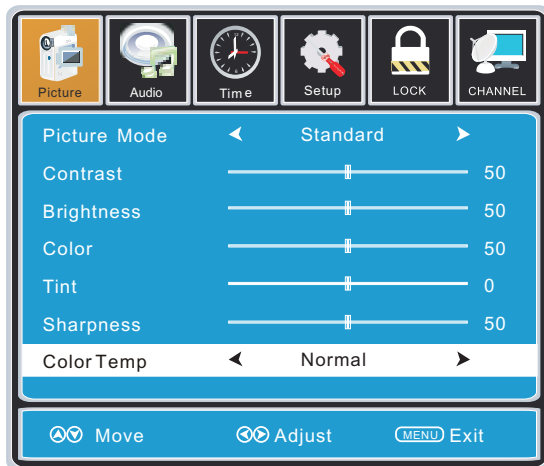 Picture Audio Time Setup LOCK CHANNEL
Picture Mode Standard
Contrast 50
Brightness 50
Color 50
Tint 0
Sharpness 50
Color Temp Normal
Move Adjust MENU Exit